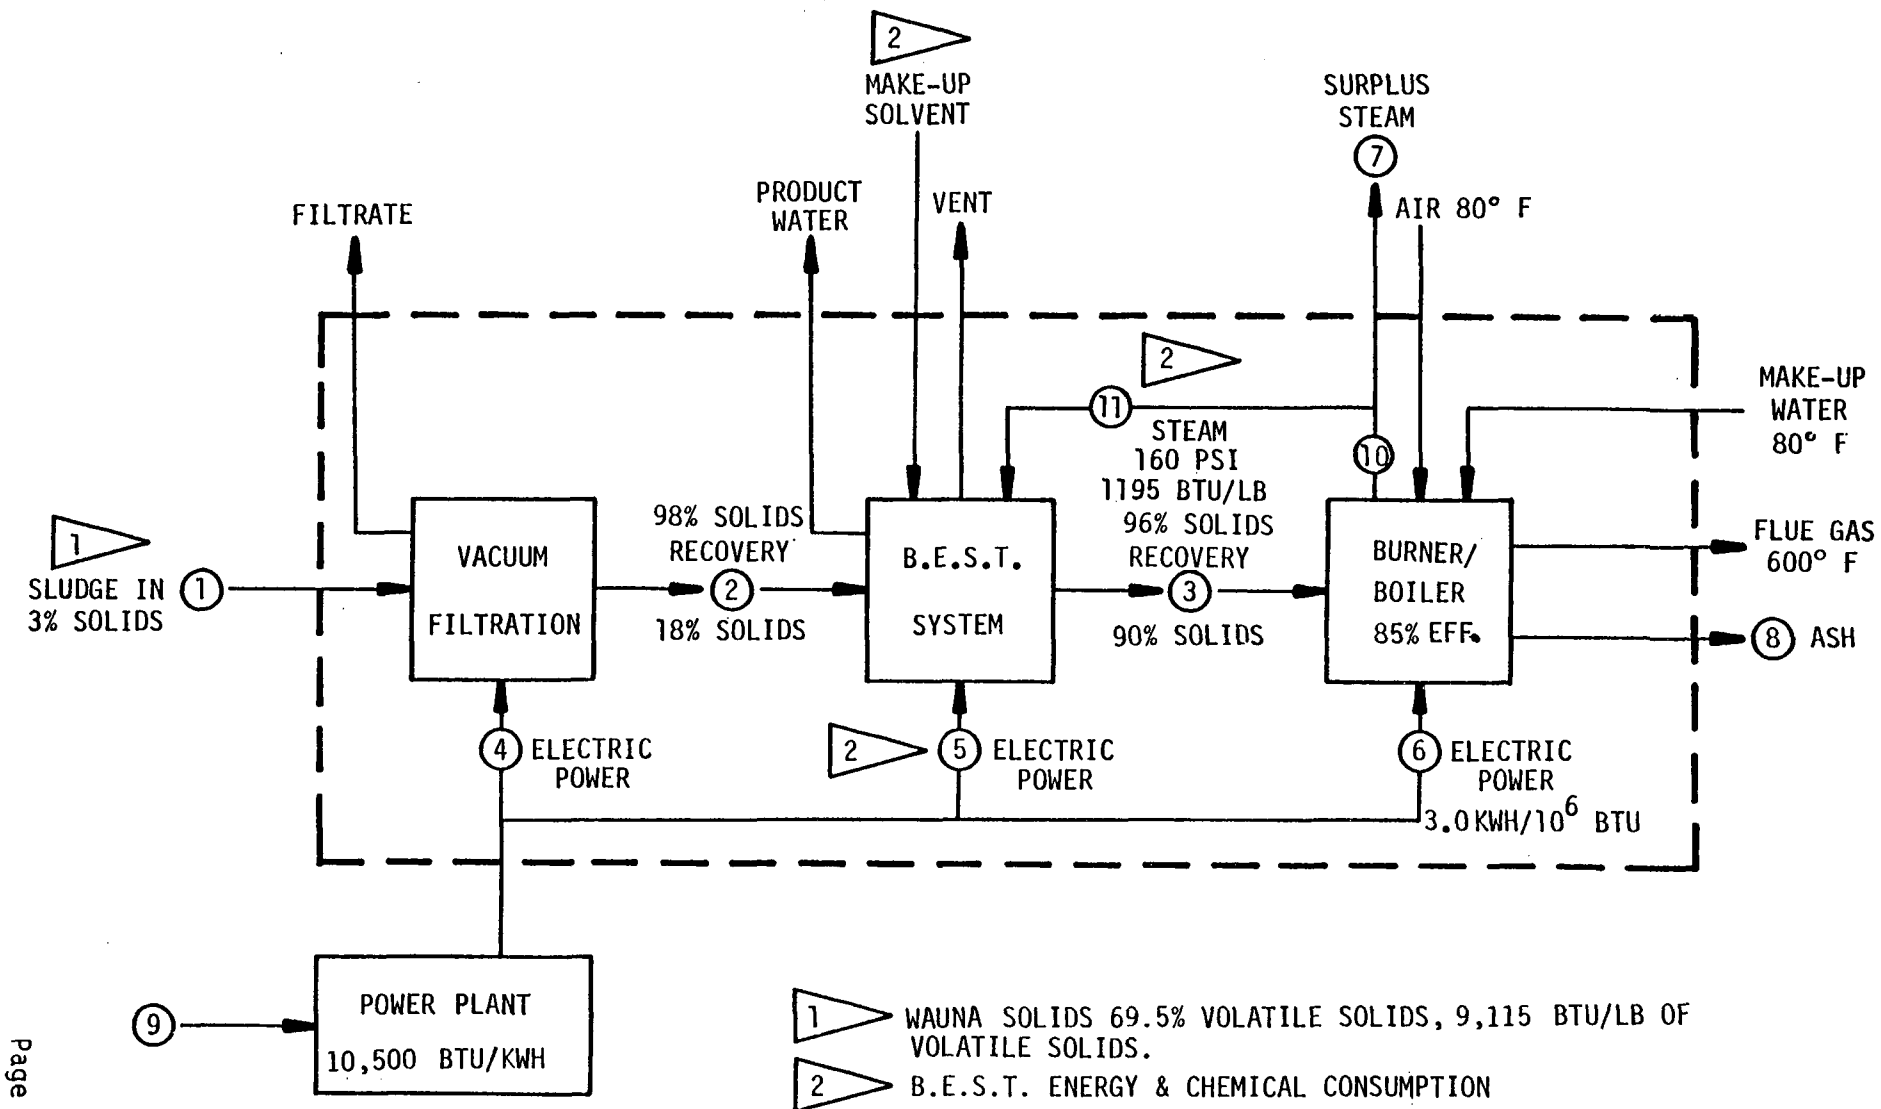 2
MAKE-UP
SOLVENT
SURPLUS
STEAM
7
PRODUCT
WATER
VENT
AIR 80° F
FILTRATE
2
MAKE-UP
WATER
80° F
11
STEAM
160 PSI
1195 BTU/LB
10
1
SLUDGE IN
3% SOLIDS
1
VACUUM
FILTRATION
98% SOLIDS
RECOVERY
2
18% SOLIDS
B.E.S.T.
SYSTEM
96% SOLIDS
RECOVERY
3
90% SOLIDS
BURNER/
BOILER
85% EFF.
FLUE GAS
600° F
8 ASH
4 ELECTRIC
POWER
2
5 ELECTRIC
POWER
6 ELECTRIC
POWER
3.0 KWH/10⁶ BTU
9
POWER PLANT
10,500 BTU/KWH
1 WAUNA SOLIDS 69.5% VOLATILE SOLIDS, 9,115 BTU/LB OF
VOLATILE SOLIDS.
2 B.E.S.T. ENERGY & CHEMICAL CONSUMPTION
Page